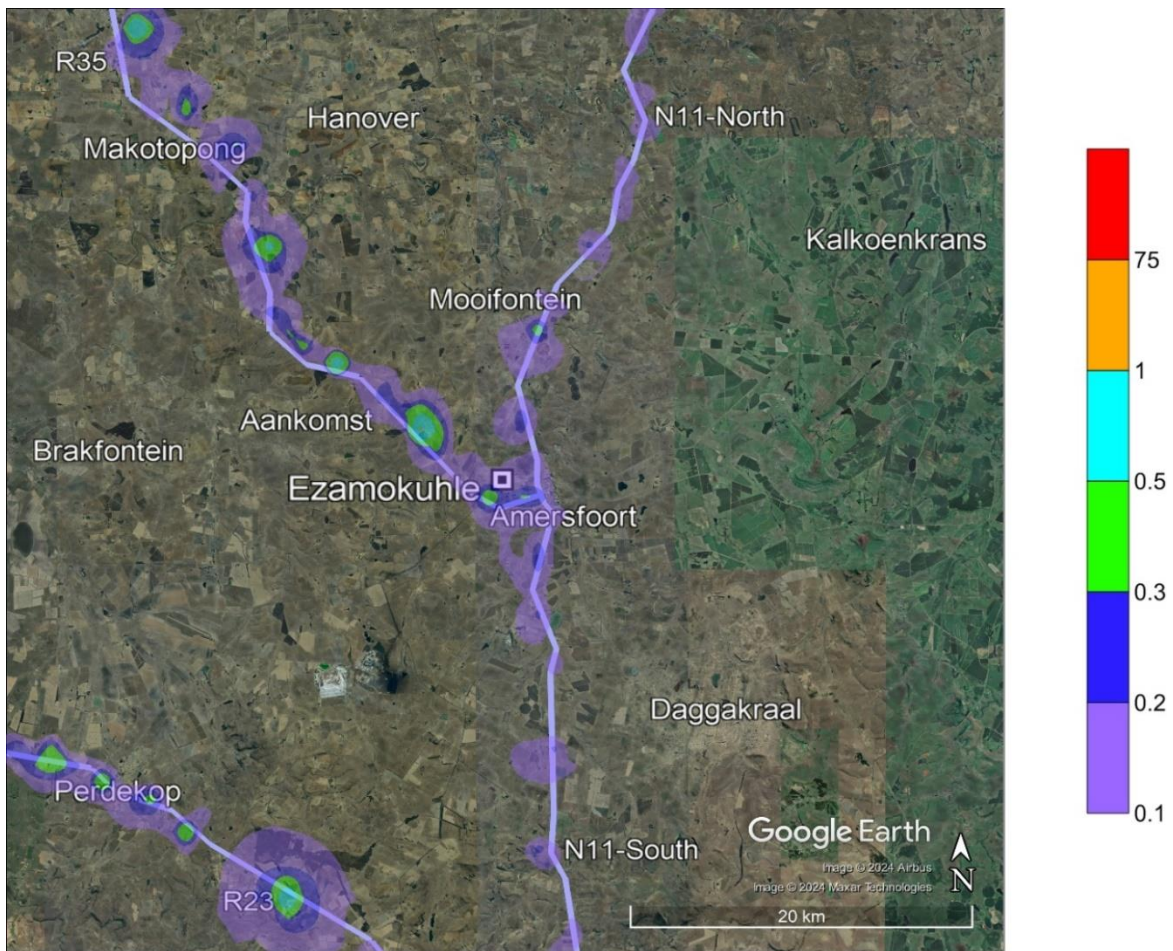 R35
Hanover
N11-North
Makotopong
Kalkoenkrans
Mooifontein
Aankomst
Brakfontein
Ezamokuhle
Amersfoort
Daggakraal
Perdekop
Google Earth
N11-South
Image © 2024 Airbus
Image © 2024 Maxar Technologies
N
R23
20 km
75
1
0.5
0.3
0.2
0.1